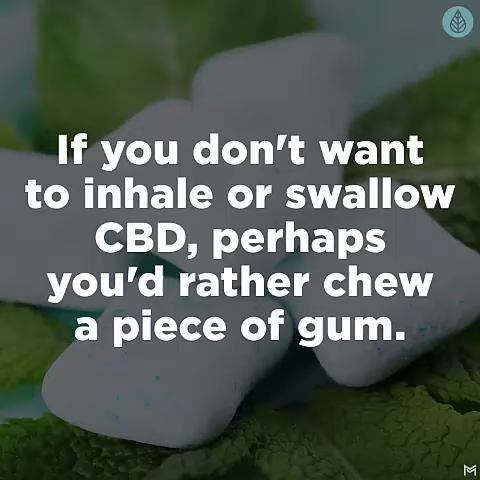 If you don't want
to inhale or swallow
CBD, perhaps
you'd rather chew
a piece of gum.